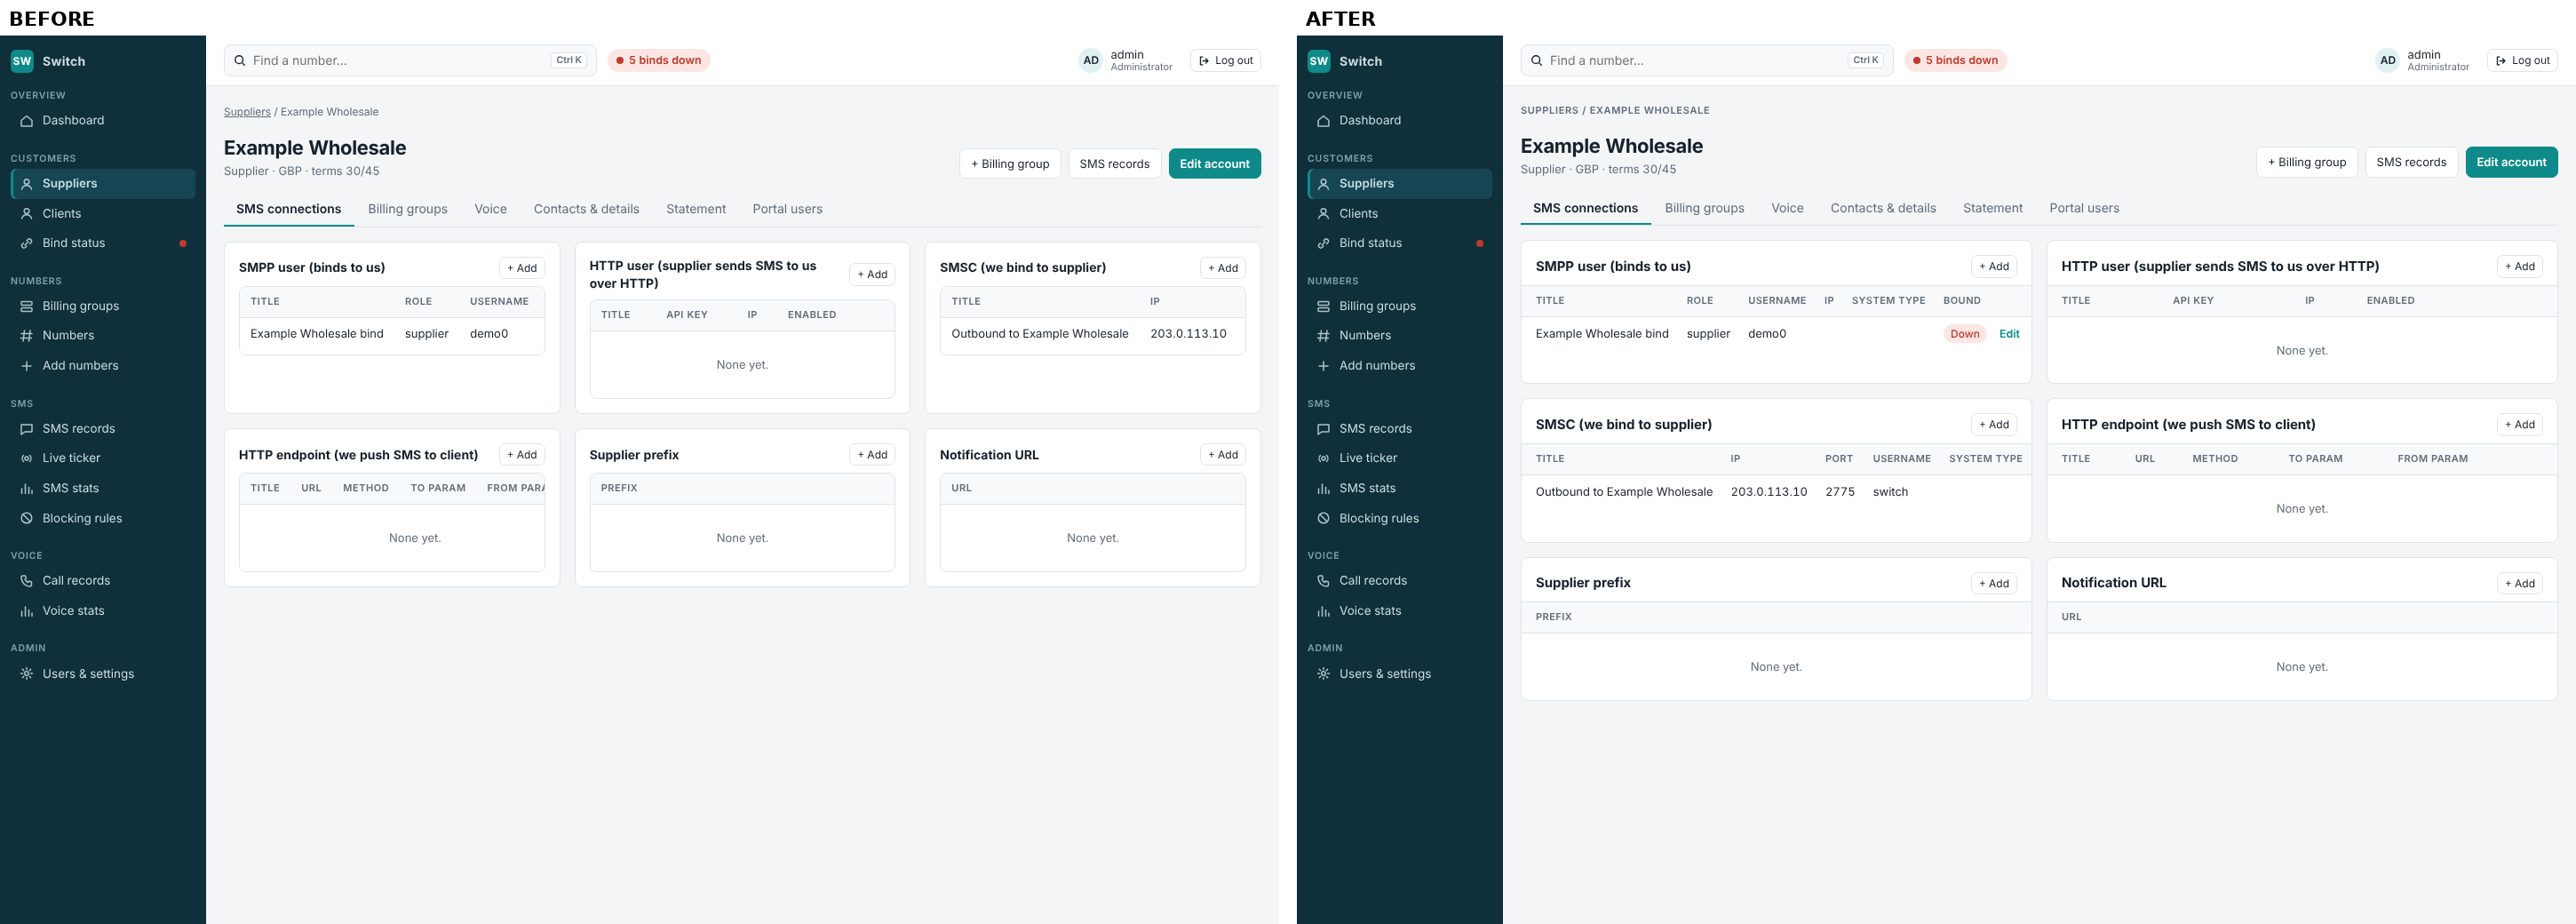 BEFORE
SW Switch
OVERVIEW
Dashboard
CUSTOMERS
Suppliers
Clients
Bind status
NUMBERS
Billing groups
Numbers
Add numbers
SMS
SMS records
Live ticker
SMS stats
Blocking rules
VOICE
Call records
Voice stats
ADMIN
Users & settings
Find a number... Ctrl K
5 binds down
AD admin
Administrator
Log out
Suppliers / Example Wholesale
Example Wholesale
Supplier · GBP · terms 30/45
+ Billing group SMS records Edit account
SMS connections Billing groups Voice Contacts & details Statement Portal users
SMPP user (binds to us) + Add
TITLE ROLE USERNAME
Example Wholesale bind supplier demo0
HTTP user (supplier sends SMS to us
over HTTP) + Add
TITLE API KEY IP ENABLED
None yet.
SMSC (we bind to supplier) + Add
TITLE IP
Outbound to Example Wholesale 203.0.113.10
HTTP endpoint (we push SMS to client) + Add
TITLE URL METHOD TO PARAM FROM PARA
None yet.
Supplier prefix + Add
PREFIX
None yet.
Notification URL + Add
URL
None yet.
AFTER
SW Switch
OVERVIEW
Dashboard
CUSTOMERS
Suppliers
Clients
Bind status
NUMBERS
Billing groups
Numbers
Add numbers
SMS
SMS records
Live ticker
SMS stats
Blocking rules
VOICE
Call records
Voice stats
ADMIN
Users & settings
Find a number... Ctrl K
5 binds down
AD admin
Administrator
Log out
SUPPLIERS / EXAMPLE WHOLESALE
Example Wholesale
Supplier · GBP · terms 30/45
+ Billing group SMS records Edit account
SMS connections Billing groups Voice Contacts & details Statement Portal users
SMPP user (binds to us) + Add
TITLE ROLE USERNAME IP SYSTEM TYPE BOUND
Example Wholesale bind supplier demo0 Down Edit
HTTP user (supplier sends SMS to us over HTTP) + Add
TITLE API KEY IP ENABLED
None yet.
SMSC (we bind to supplier) + Add
TITLE IP PORT USERNAME SYSTEM TYPE
Outbound to Example Wholesale 203.0.113.10 2775 switch
HTTP endpoint (we push SMS to client) + Add
TITLE URL METHOD TO PARAM FROM PARAM
None yet.
Supplier prefix + Add
PREFIX
None yet.
Notification URL + Add
URL
None yet.